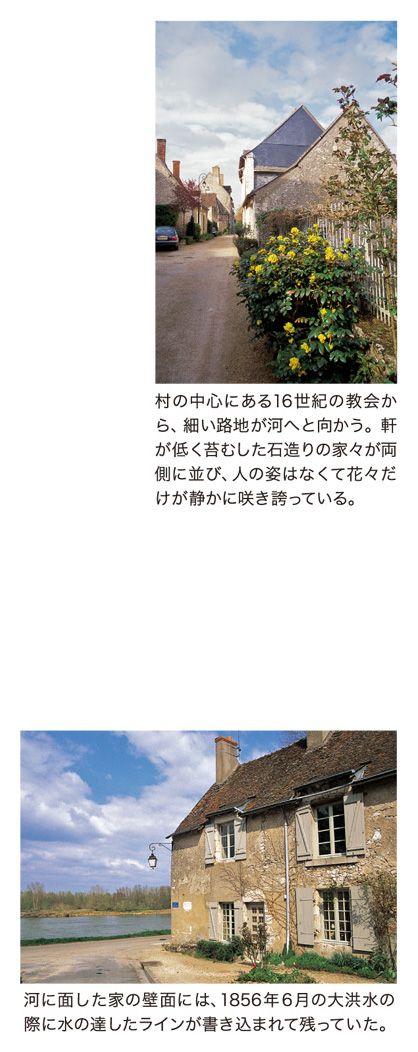 村の中心にある16世紀の教会か
ら、細い路地が河へと向かう。軒
が低く苔むした石造りの家々が両
側に並び、人の姿はなくて花々だ
けが静かに咲き誇っている。
河に面した家の壁面には、1856年6月の大洪水の
際に水の達したラインが書き込まれて残っていた。